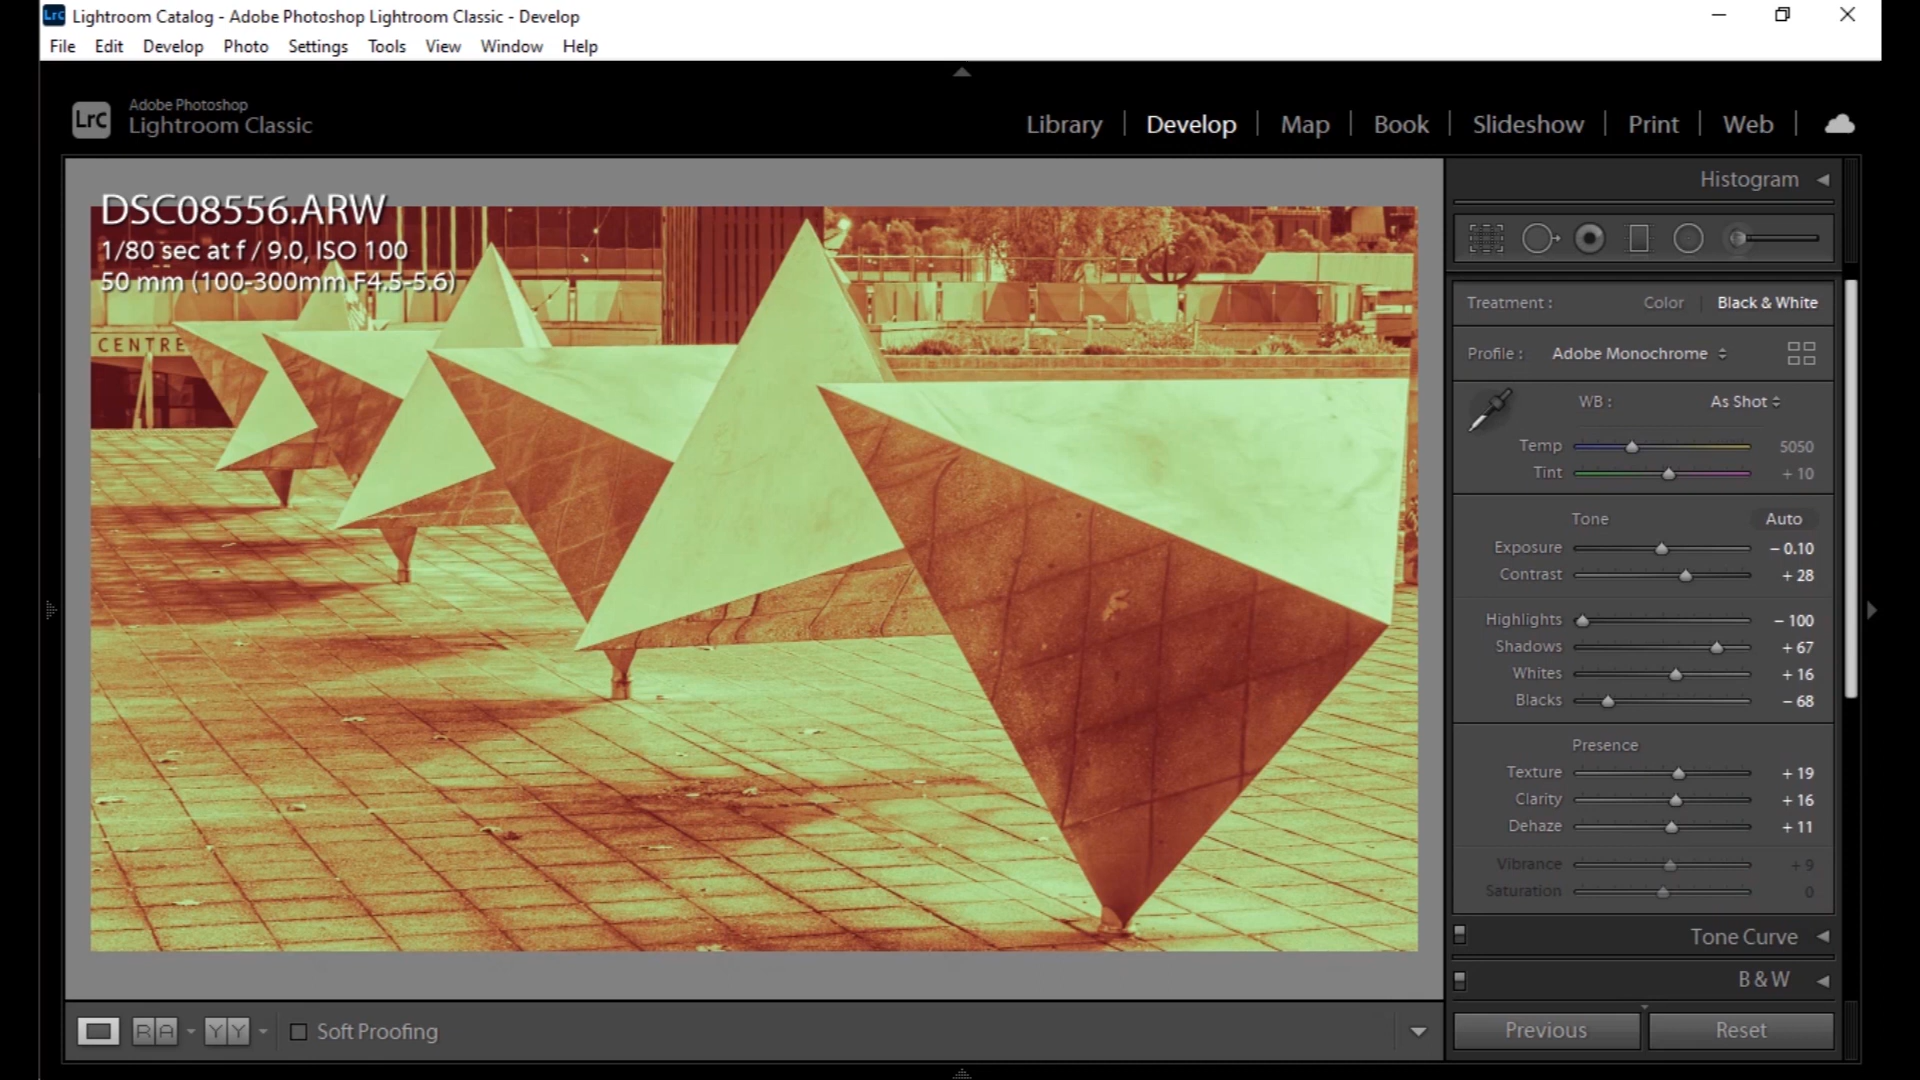 Lrc Lightroom Catalog - Adobe Photoshop Lightroom Classic - Develop
File Edit Develop Photo Settings Tools View Window Help
LrC Adobe Photoshop
Lightroom Classic
Library | Develop | Map | Book | Slideshow | Print | Web |
Histogram
DSC08556.ARW
1/80 sec at f / 9.0, ISO 100
50 mm (100-300mm F4.5-5.6)
CENTRE
Treatment : Color | Black & White
Profile : Adobe Monochrome
WB : As Shot
Temp 5050
Tint + 10
Tone Auto
Exposure − 0.10
Contrast + 28
Highlights − 100
Shadows + 67
Whites + 16
Blacks − 68
Presence
Texture + 19
Clarity + 16
Dehaze + 11
Vibrance + 9
Saturation 0
Tone Curve
B & W
R A Y Y Soft Proofing
Previous Reset